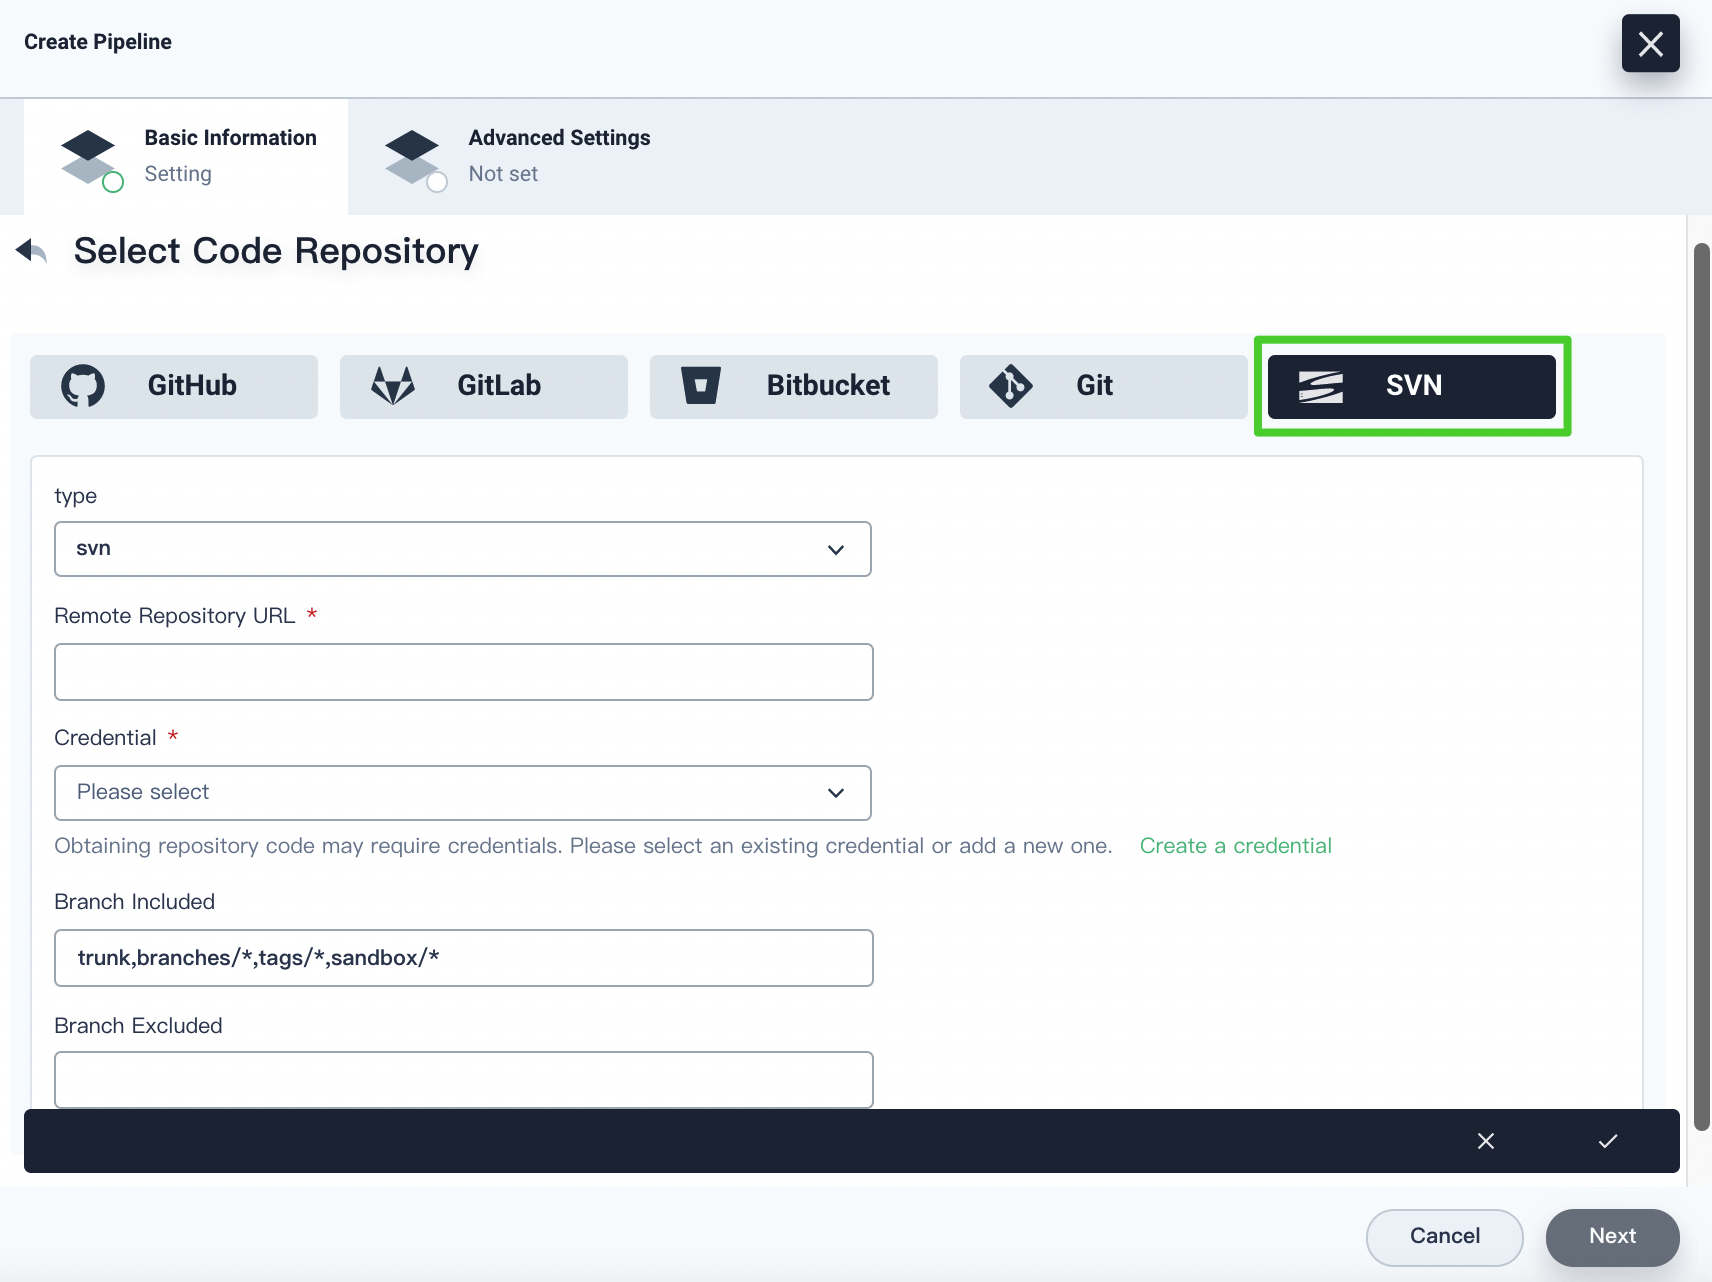 Create Pipeline
Basic Information
Setting
Advanced Settings
Not set
Select Code Repository
GitHub
GitLab
Bitbucket
Git
SVN
type
svn
Remote Repository URL *
Credential *
Please select
Obtaining repository code may require credentials. Please select an existing credential or add a new one. Create a credential
Branch Included
trunk,branches/*,tags/*,sandbox/*
Branch Excluded
Cancel
Next